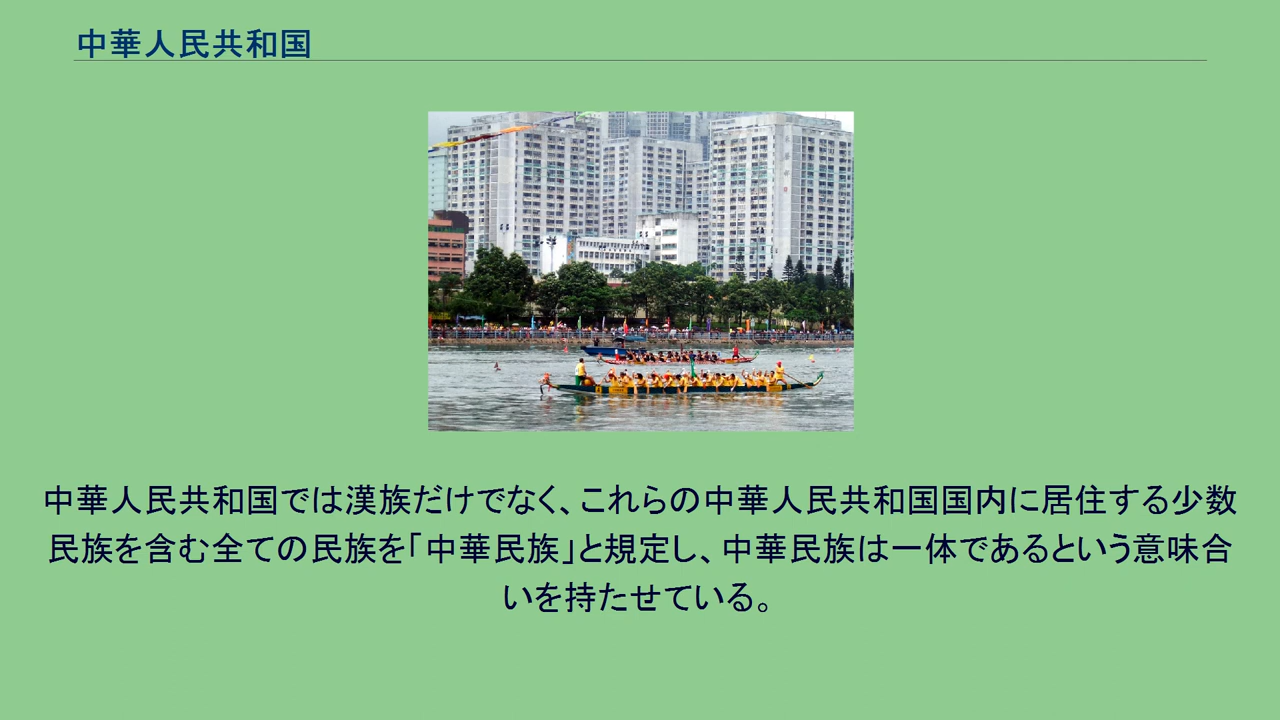 中華人民共和国
中華人民共和国では漢族だけでなく、これらの中華人民共和国国内に居住する少数
民族を含む全ての民族を「中華民族」と規定し、中華民族は一体であるという意味合
いを持たせている。